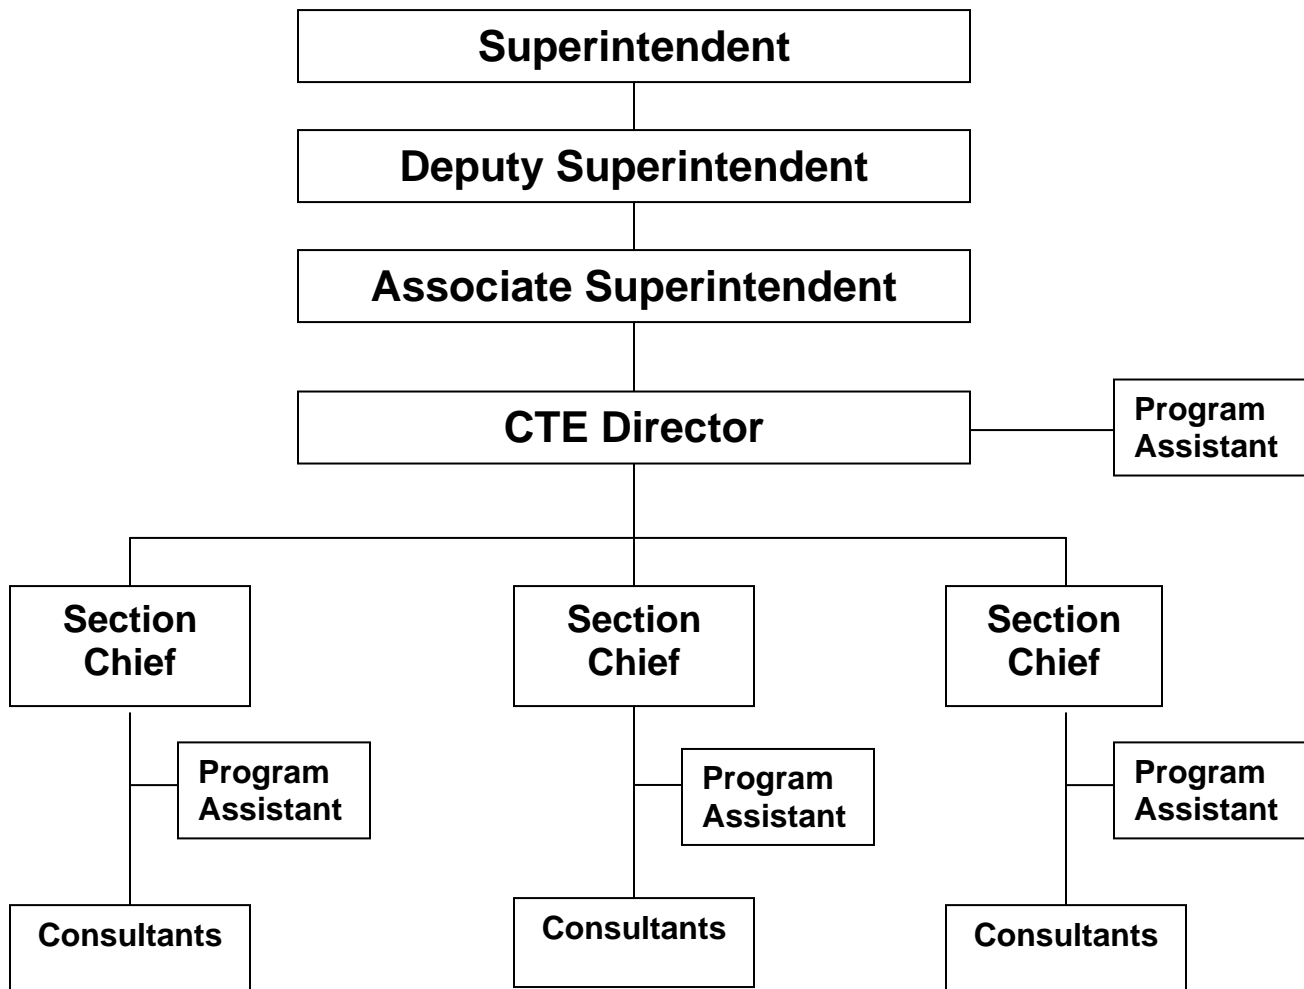 Superintendent
Deputy Superintendent
Associate Superintendent
CTE Director
Program
Assistant
Section
Chief
Section
Chief
Section
Chief
Program
Assistant
Program
Assistant
Program
Assistant
Consultants
Consultants
Consultants